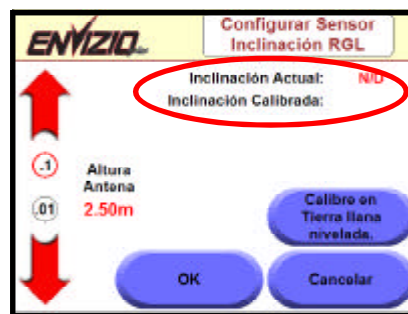 ENVIZIO
Configurar Sensor
Inclinación RGL
Inclinación Actual: N/D
Inclinación Calibrada:
.1
.01
Altura
Antena
2.50m
Calibre en
Tierra llana
nivelada.
OK
Cancelar